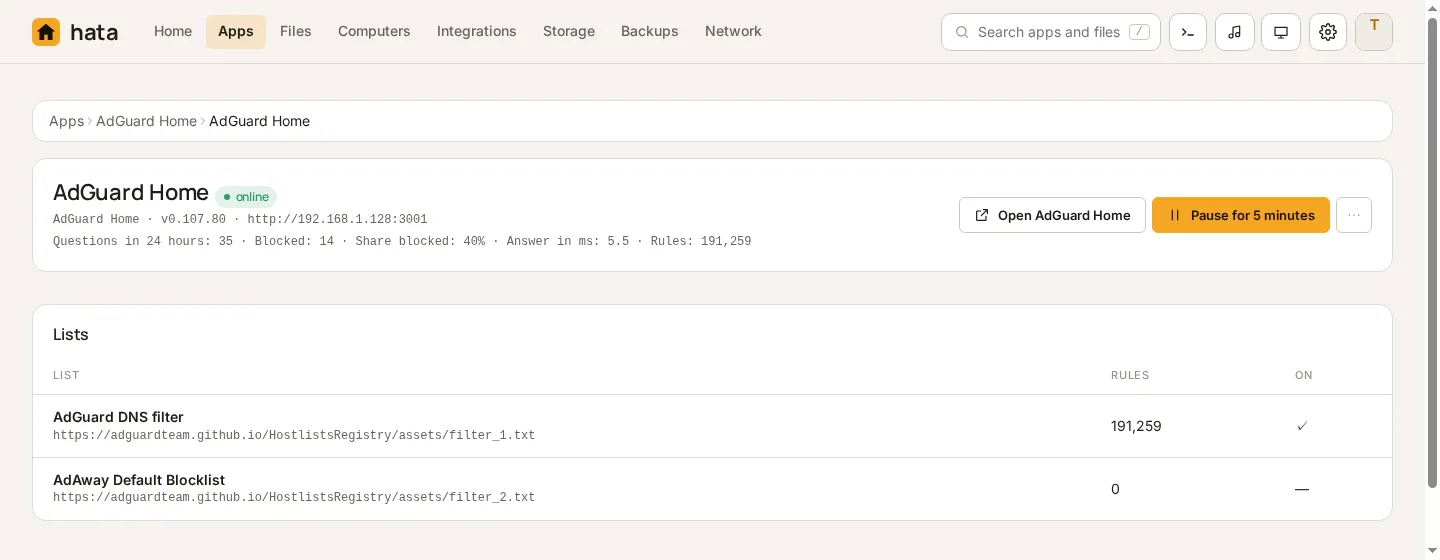 hata Home Apps Files Computers Integrations Storage Backups Network Search apps and files / T
Apps › AdGuard Home › AdGuard Home
AdGuard Home online
AdGuard Home · v0.107.80 · http://192.168.1.128:3001
Questions in 24 hours: 35 · Blocked: 14 · Share blocked: 40% · Answer in ms: 5.5 · Rules: 191,259
Open AdGuard Home Pause for 5 minutes ···
Lists
LIST RULES ON
AdGuard DNS filter
https://adguardteam.github.io/HostlistsRegistry/assets/filter_1.txt
191,259 ✓
AdAway Default Blocklist
https://adguardteam.github.io/HostlistsRegistry/assets/filter_2.txt
0 —